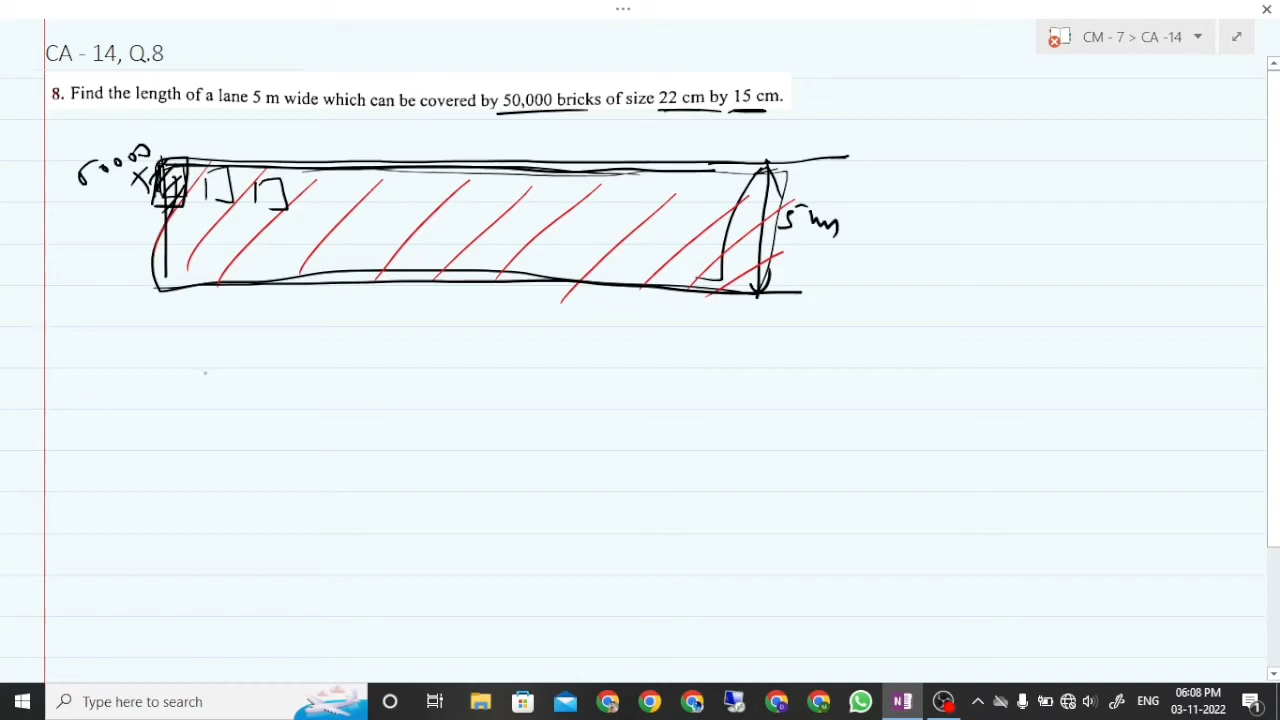 CM - 7 > CA -14
CA - 14, Q.8
8. Find the length of a lane 5 m wide which can be covered by 50,000 bricks of size 22 cm by 15 cm.
50000
X
5 m
Type here to search
ENG
06:08 PM
03-11-2022
1